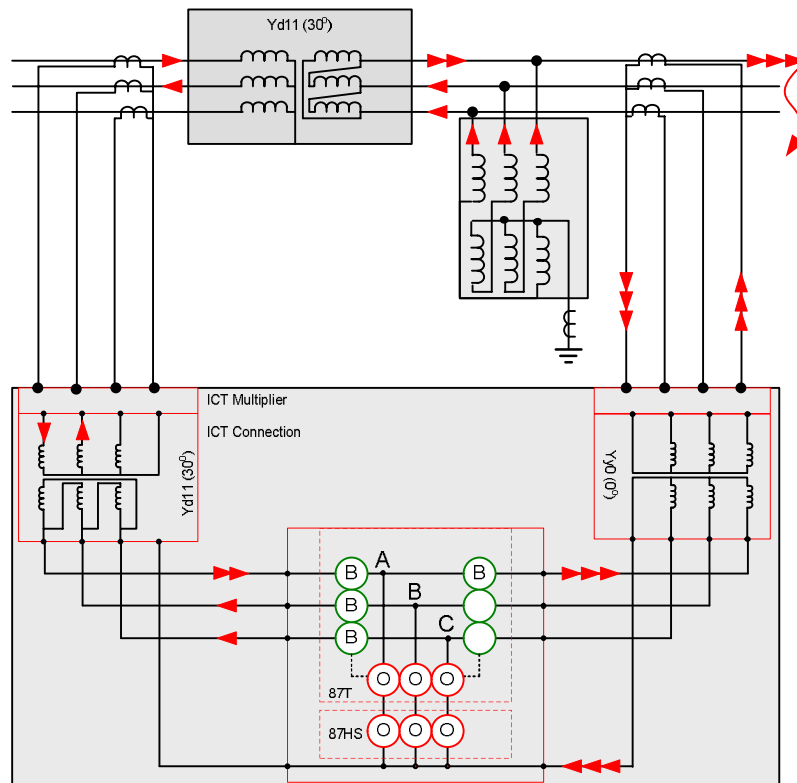 Yd11 (30⁰)
ICT Multiplier
ICT Connection
Yd11 (30⁰)
Yy0 (0⁰)
A
B
B
B
B
B
C
O O O
87T
O O O
87HS